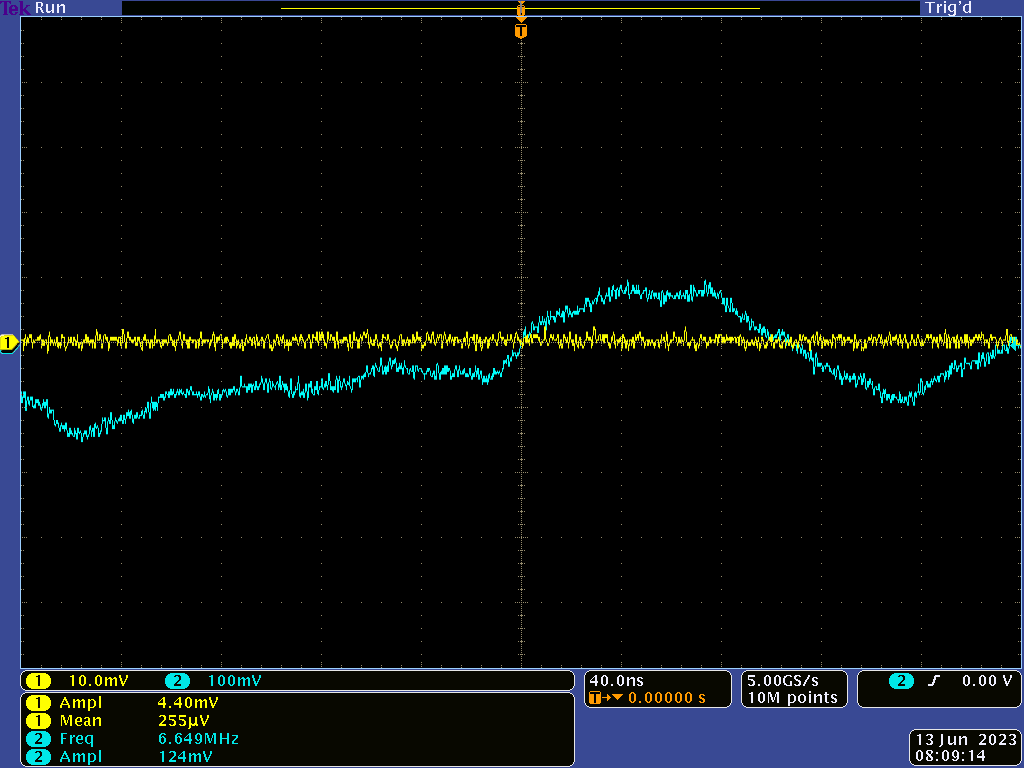 Tek Run Trig'd
T
T
1
1 10.0mV 2 100mV
40.0ns
T→▼ 0.00000 s
5.00GS/s
10M points
2 0.00 V
1 Ampl 4.40mV
1 Mean 255µV
2 Freq 6.649MHz
2 Ampl 124mV
13 Jun 2023
08:09:14